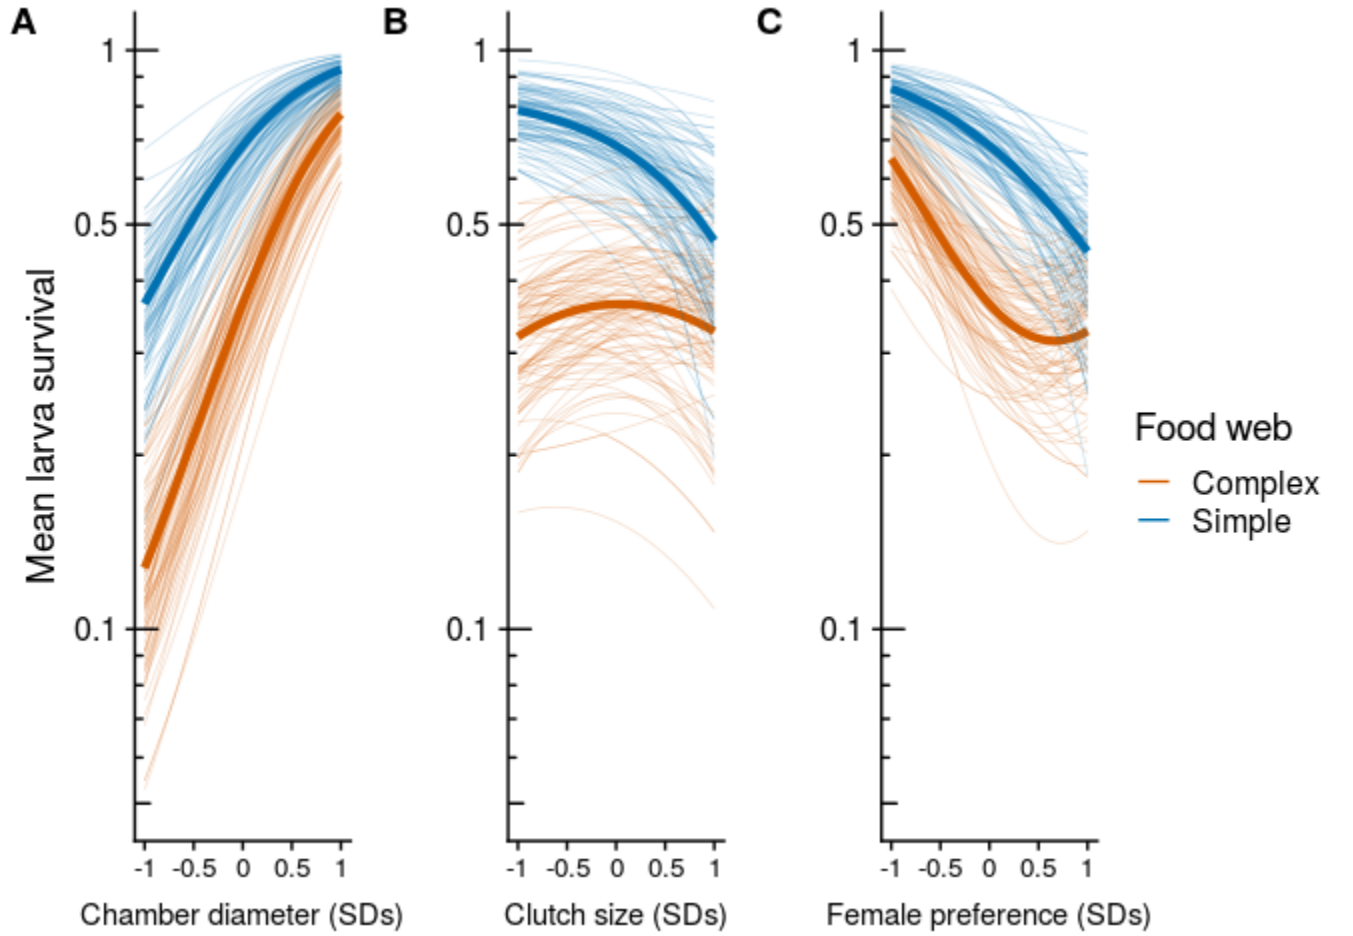 A
B
C
Mean larva survival
1
0.5
0.1
1
0.5
0.1
1
0.5
0.1
-1 -0.5 0 0.5 1
-1 -0.5 0 0.5 1
-1 -0.5 0 0.5 1
Chamber diameter (SDs)
Clutch size (SDs)
Female preference (SDs)
Food web
Complex
Simple